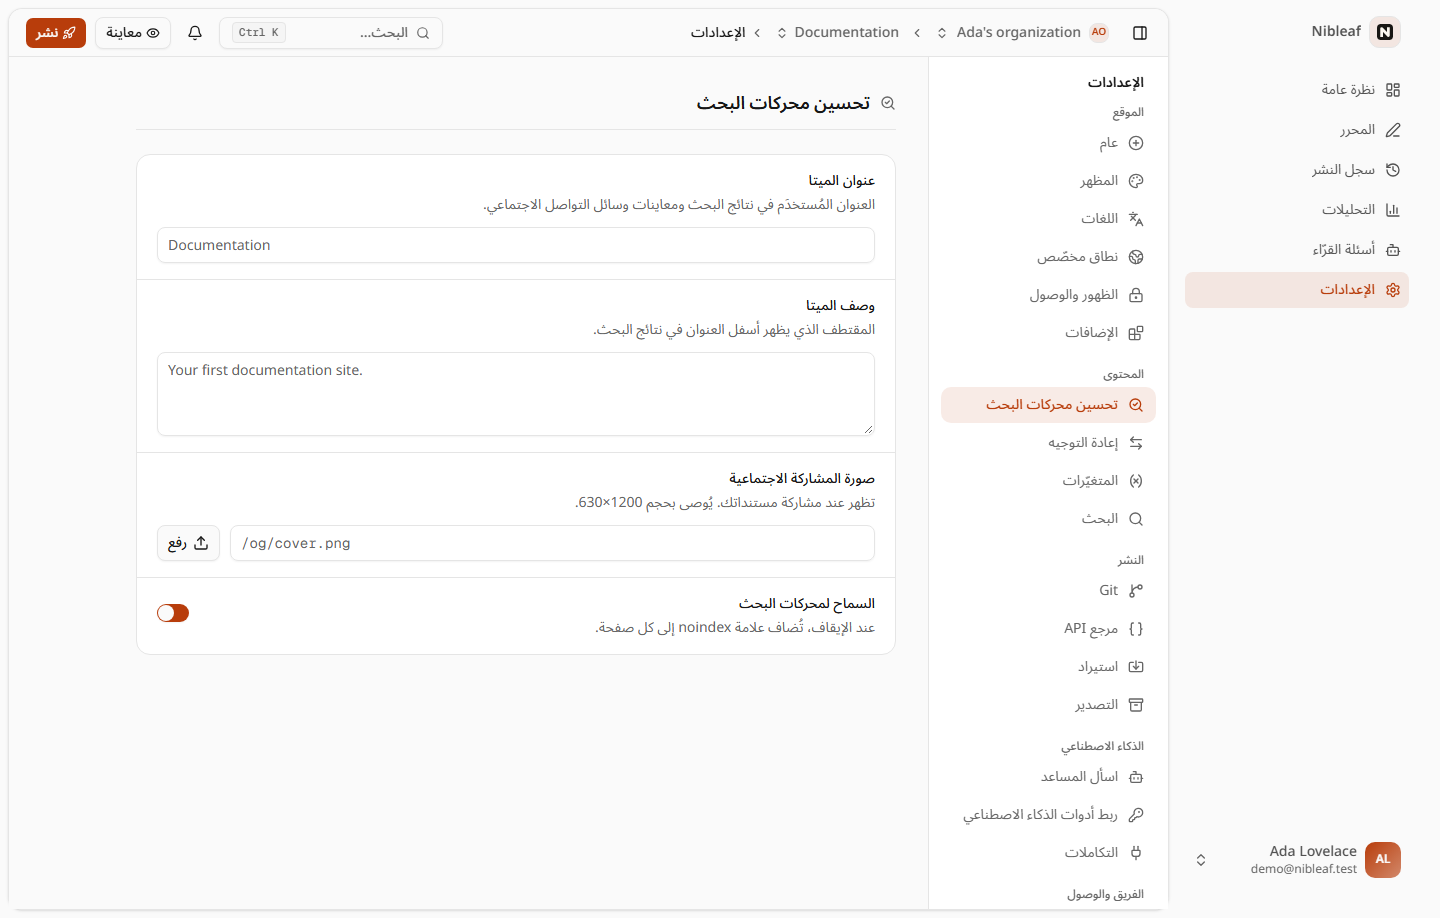 Nibleaf
نظرة عامة
المحرر
سجل النشر
التحليلات
أسئلة القرّاء
الإعدادات
Ada Lovelace
demo@nibleaf.test
AL
AO Ada's organization
Documentation
الإعدادات
البحث...
Ctrl K
معاينة
نشر
الإعدادات
الموقع
عام
المظهر
اللغات
نطاق مخصّص
الظهور والوصول
الإضافات
المحتوى
تحسين محركات البحث
إعادة التوجيه
المتغيّرات
البحث
النشر
Git
مرجع API
استيراد
التصدير
الذكاء الاصطناعي
اسأل المساعد
ربط أدوات الذكاء الاصطناعي
التكاملات
الفريق والوصول
تحسين محركات البحث
عنوان الميتا
العنوان المُستخدَم في نتائج البحث ومعاينات وسائل التواصل الاجتماعي.
Documentation
وصف الميتا
المقتطف الذي يظهر أسفل العنوان في نتائج البحث.
Your first documentation site.
صورة المشاركة الاجتماعية
تظهر عند مشاركة مستنداتك. يُوصى بحجم 1200×630.
/og/cover.png
رفع
السماح لمحركات البحث
عند الإيقاف، تُضاف علامة noindex إلى كل صفحة.